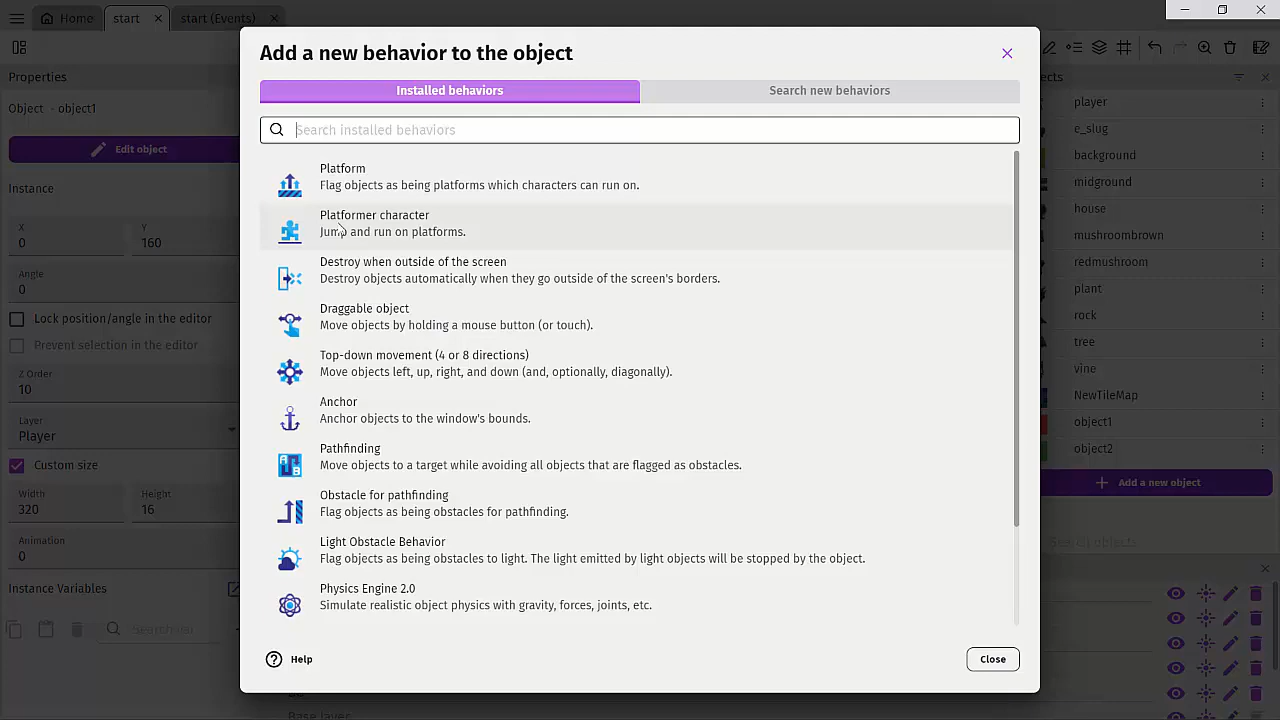 Home
start
start (Events)
Properties
Object - object1
Edit object
Instance
X
0
Y
160
Angle
0
Lock position/angle in the editor
Prevent selection in the editor
Z Order
10
Layer
Player
Custom size
Width
320
Height
16
Animation
0
Instance Variables
Add a new behavior to the object
Installed behaviors
Search new behaviors
Search installed behaviors
Platform
Flag objects as being platforms which characters can run on.
Platformer character
Jump and run on platforms.
Destroy when outside of the screen
Destroy objects automatically when they go outside of the screen's borders.
Draggable object
Move objects by holding a mouse button (or touch).
Top-down movement (4 or 8 directions)
Move objects left, up, right, and down (and, optionally, diagonally).
Anchor
Anchor objects to the window's bounds.
Pathfinding
Move objects to a target while avoiding all objects that are flagged as obstacles.
Obstacle for pathfinding
Flag objects as being obstacles for pathfinding.
Light Obstacle Behavior
Flag objects as being obstacles to light. The light emitted by light objects will be stopped by the object.
Physics Engine 2.0
Simulate realistic object physics with gravity, forces, joints, etc.
Help
Close
player
e_slug
background
midground
house
mushroombrown
redmushroom
plant
rock
tree
vine
NewTileMap
object1
object2
Add a new object
Search objects
Base layer